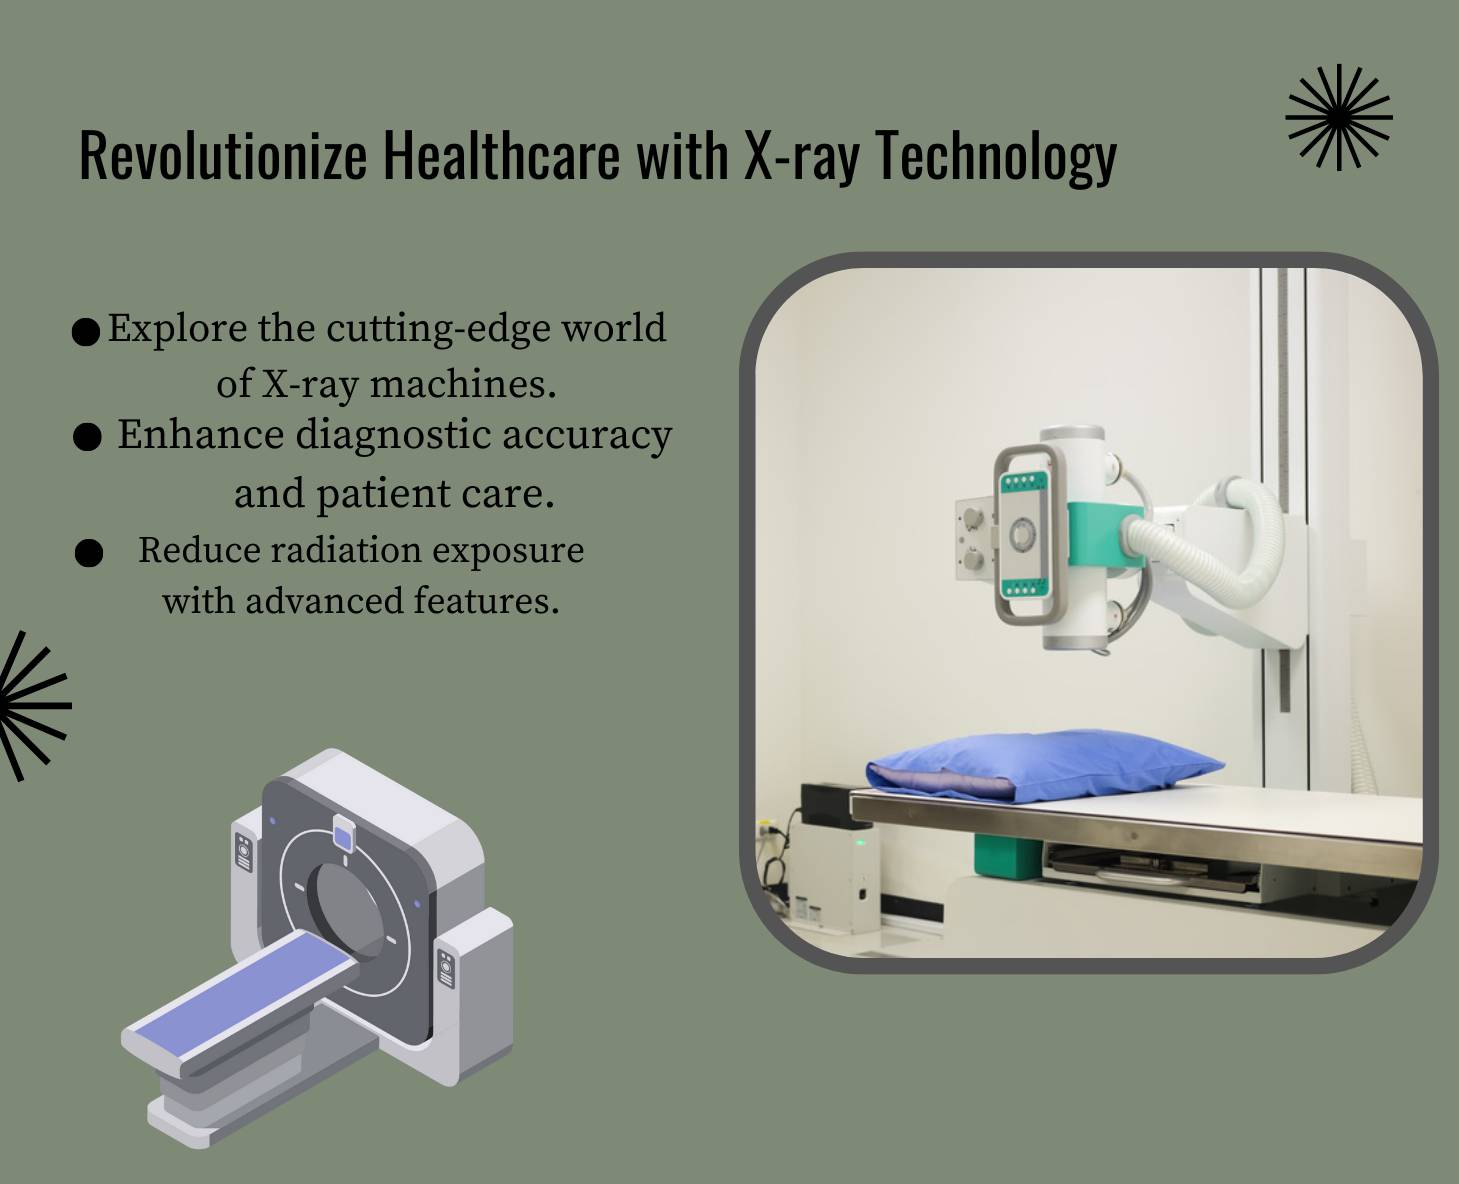 Revolutionize Healthcare with X-ray Technology
● Explore the cutting-edge world
of X-ray machines.
● Enhance diagnostic accuracy
and patient care.
● Reduce radiation exposure
with advanced features.